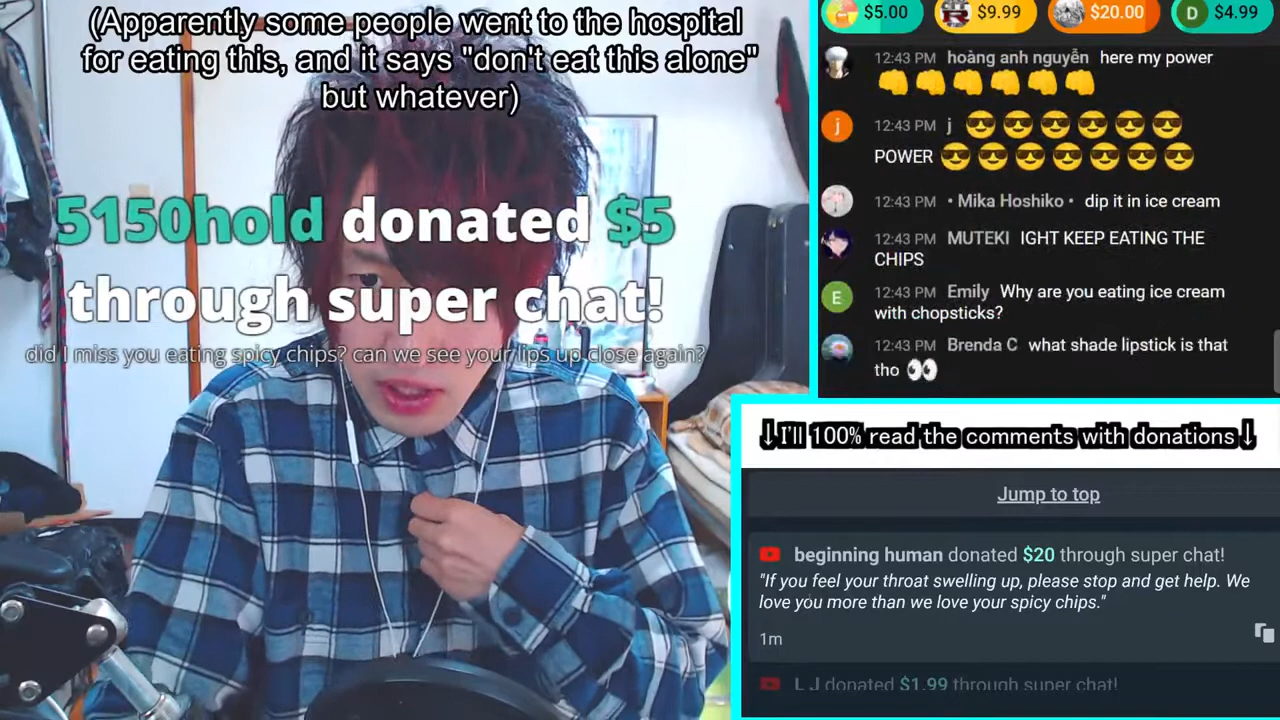 (Apparently some people went to the hospital
for eating this, and it says "don't eat this alone"
but whatever)
5150hold donated $5
through super chat!
did I miss you eating spicy chips? can we see your lips up close again?
$5.00
$9.99
$20.00
D $4.99
12:43 PM hoàng anh nguyễn here my power
👊👊👊👊👊👊
j 12:43 PM j 😎😎😎😎😎😎
POWER 😎😎😎😎😎😎😎
12:43 PM • Mika Hoshiko • dip it in ice cream
12:43 PM MUTEKI IGHT KEEP EATING THE
CHIPS
E 12:43 PM Emily Why are you eating ice cream
with chopsticks?
12:43 PM Brenda C what shade lipstick is that
tho 👀
↓I'll 100% read the comments with donations↓
Jump to top
beginning human donated $20 through super chat!
"If you feel your throat swelling up, please stop and get help. We
love you more than we love your spicy chips."
1m
L J donated $1.99 through super chat!